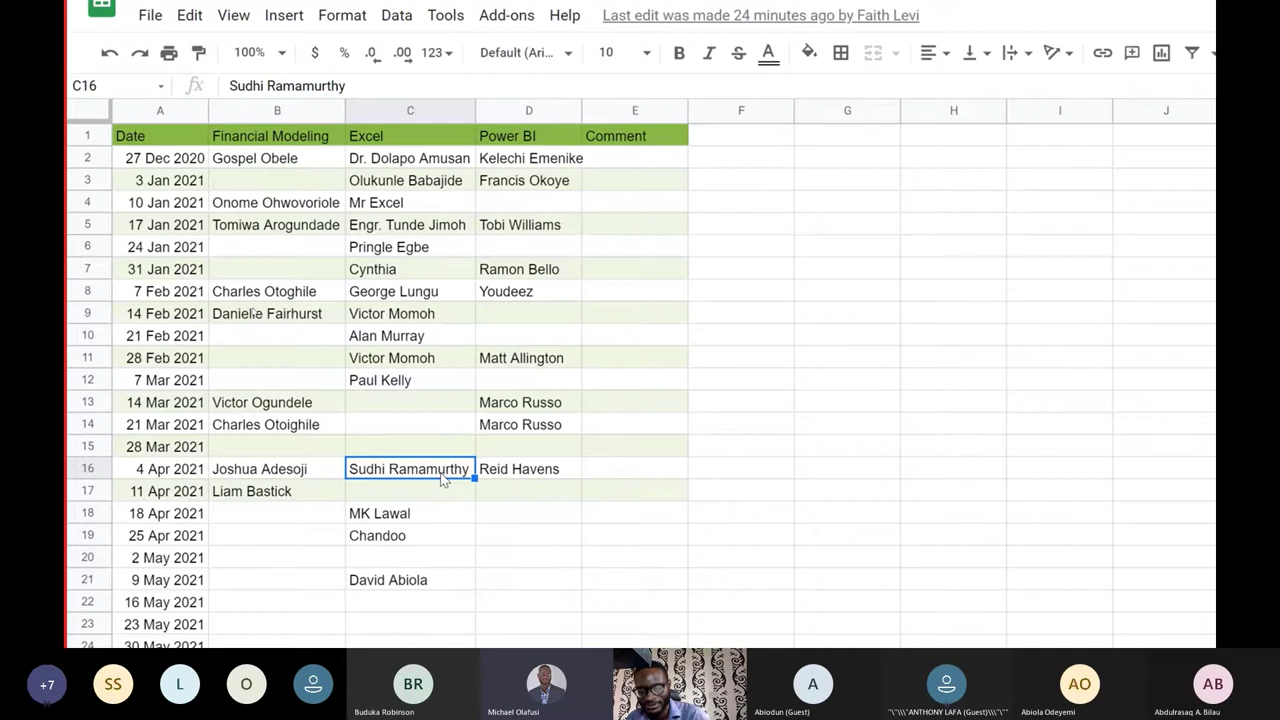 File Edit View Insert Format Data Tools Add-ons Help Last edit was made 24 minutes ago by Faith Levi
100% $ % .0 .00 123 Default (Ari... 10 B I S A
C16 fx Sudhi Ramamurthy
A B C D E F G H I J
1 Date Financial Modeling Excel Power BI Comment
2 27 Dec 2020 Gospel Obele Dr. Dolapo Amusan Kelechi Emenike
3 3 Jan 2021 Olukunle Babajide Francis Okoye
4 10 Jan 2021 Onome Ohwovoriole Mr Excel
5 17 Jan 2021 Tomiwa Arogundade Engr. Tunde Jimoh Tobi Williams
6 24 Jan 2021 Pringle Egbe
7 31 Jan 2021 Cynthia Ramon Bello
8 7 Feb 2021 Charles Otoghile George Lungu Youdeez
9 14 Feb 2021 Danielle Fairhurst Victor Momoh
10 21 Feb 2021 Alan Murray
11 28 Feb 2021 Victor Momoh Matt Allington
12 7 Mar 2021 Paul Kelly
13 14 Mar 2021 Victor Ogundele Marco Russo
14 21 Mar 2021 Charles Otoighile Marco Russo
15 28 Mar 2021
16 4 Apr 2021 Joshua Adesoji Sudhi Ramamurthy Reid Havens
17 11 Apr 2021 Liam Bastick
18 18 Apr 2021 MK Lawal
19 25 Apr 2021 Chandoo
20 2 May 2021
21 9 May 2021 David Abiola
22 16 May 2021
23 23 May 2021
24 30 May 2021
+7 SS L O BR A AO AB
Buduka Robinson Michael Olafusi Abiodun (Guest) "\"\\\"ANTHONY LAFA (Guest)\\\"\"" Abiola Odeyemi Abdulrasaq A. Bilau